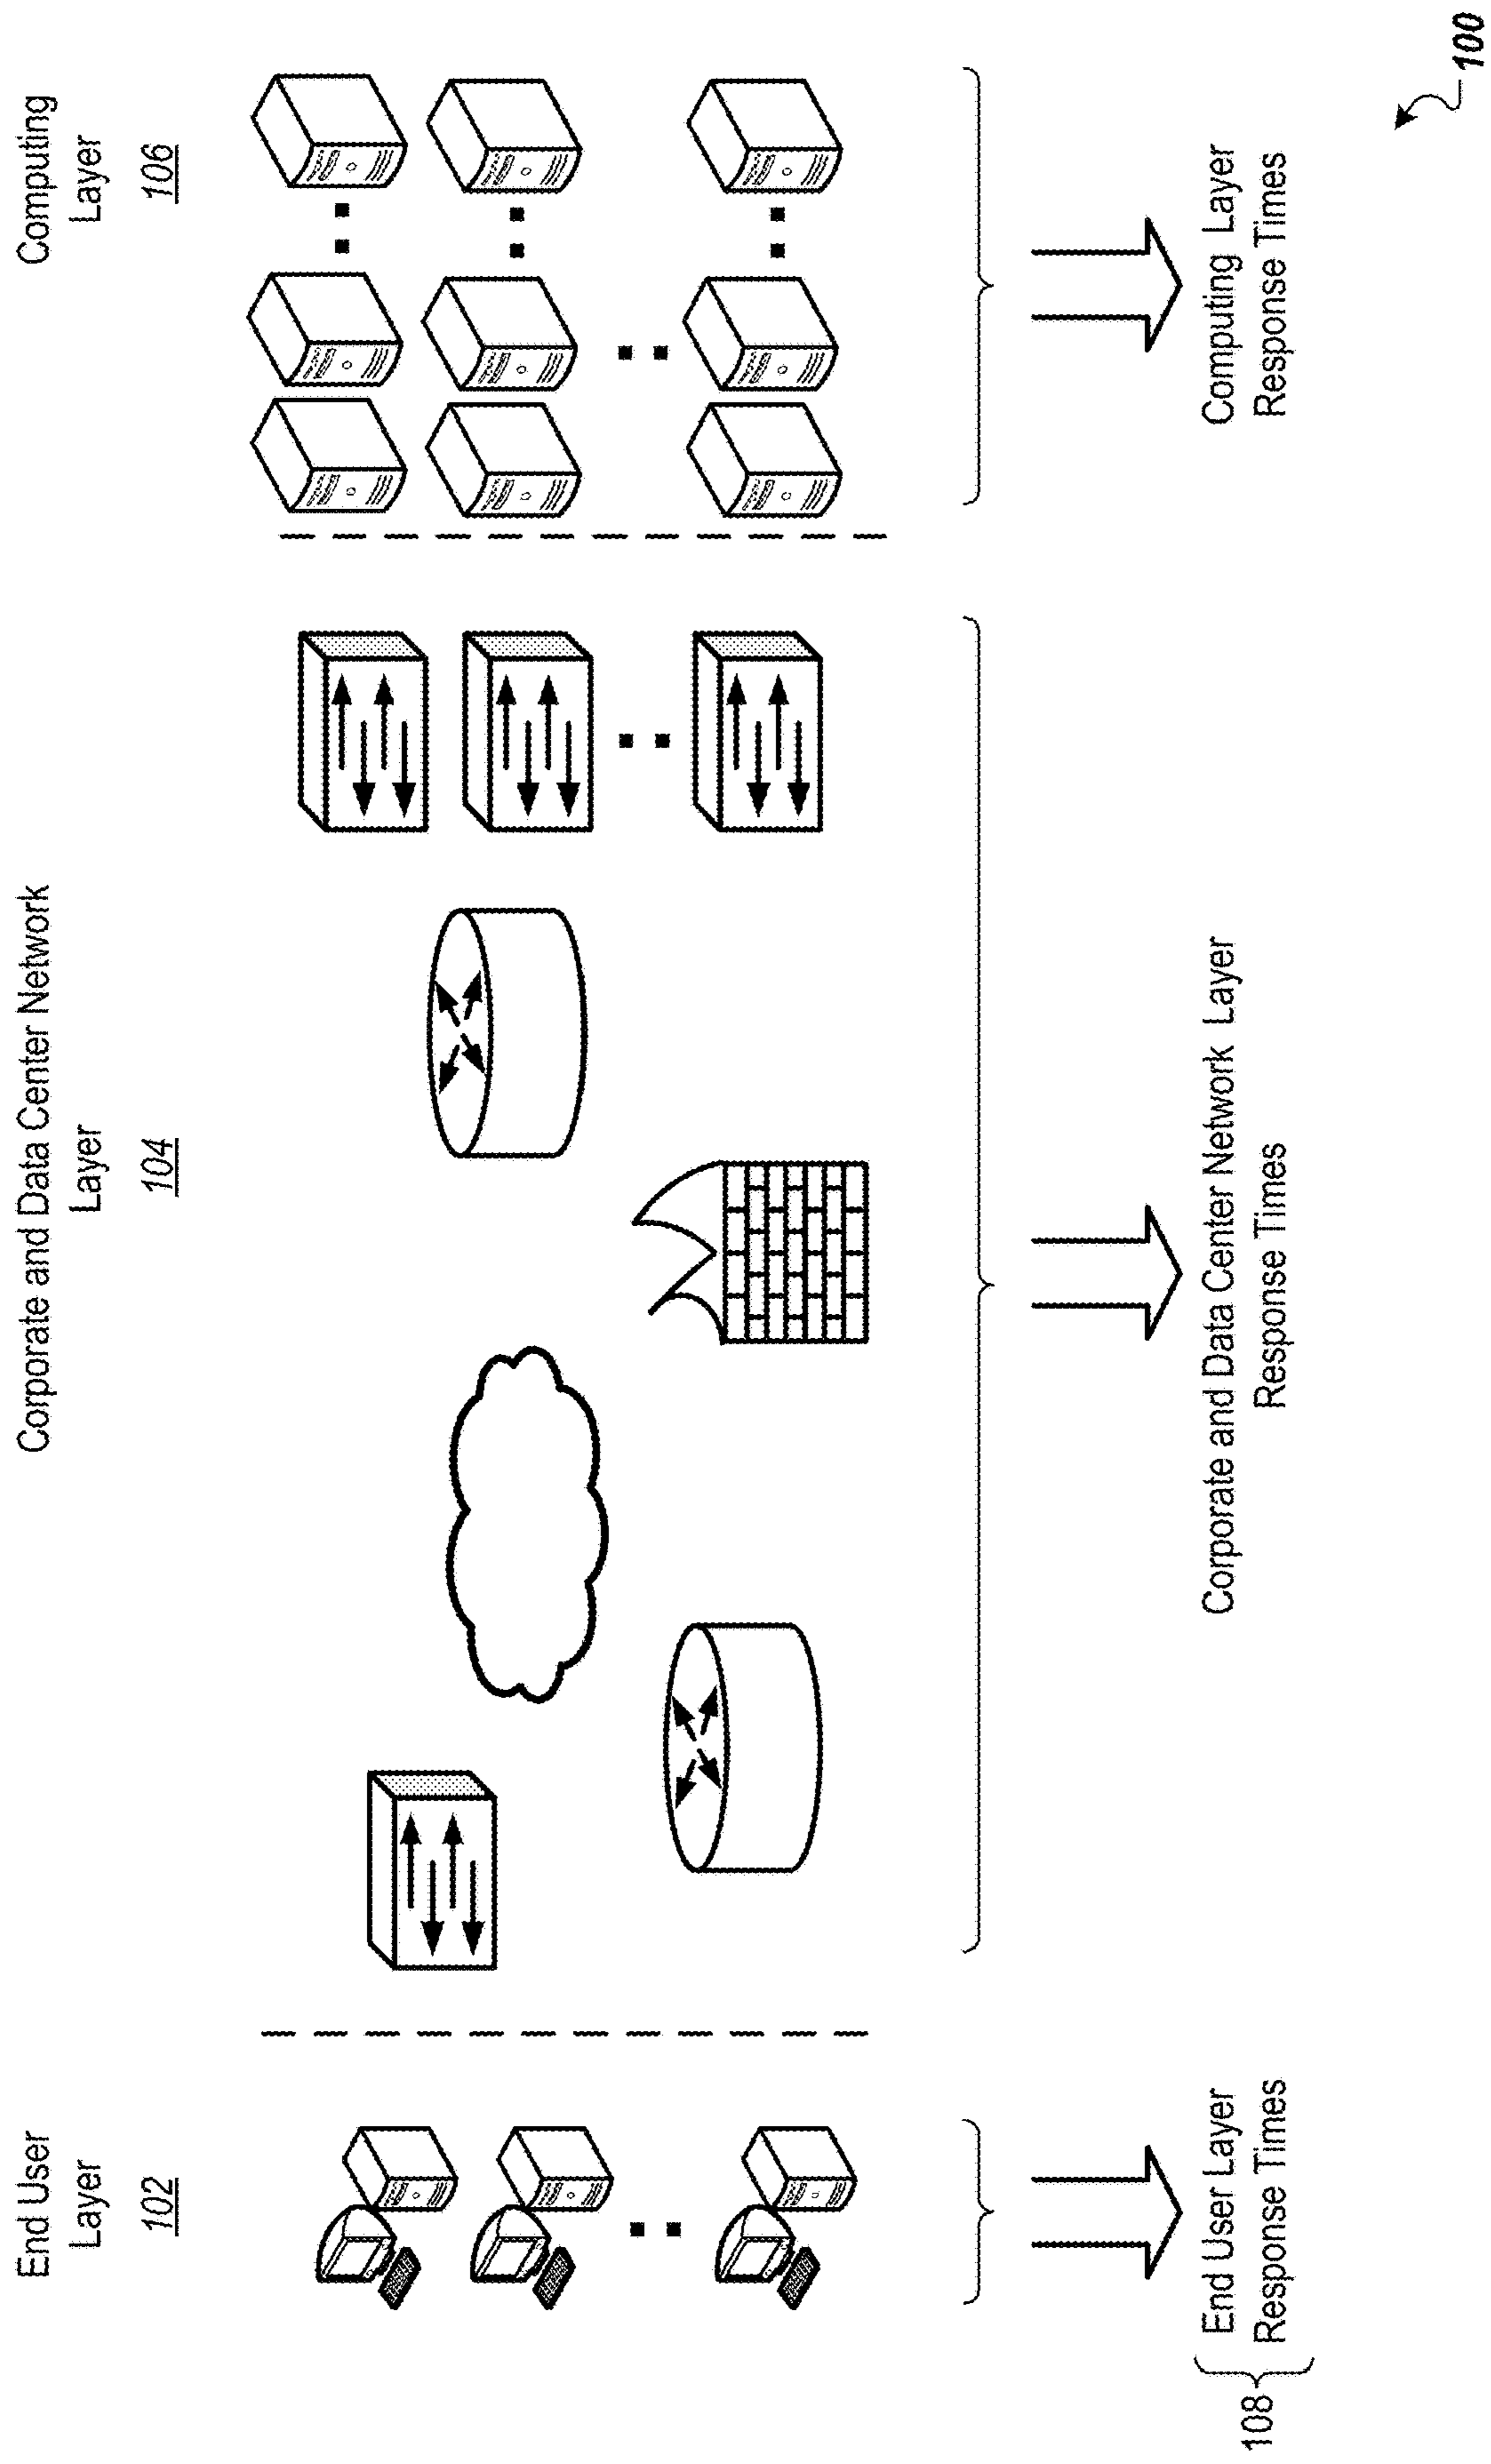 End User
Layer
102
Corporate and Data Center Network
Layer
104
Computing
Layer
106
108
End User Layer
Response Times
Corporate and Data Center Network Layer
Response Times
Computing Layer
Response Times
100